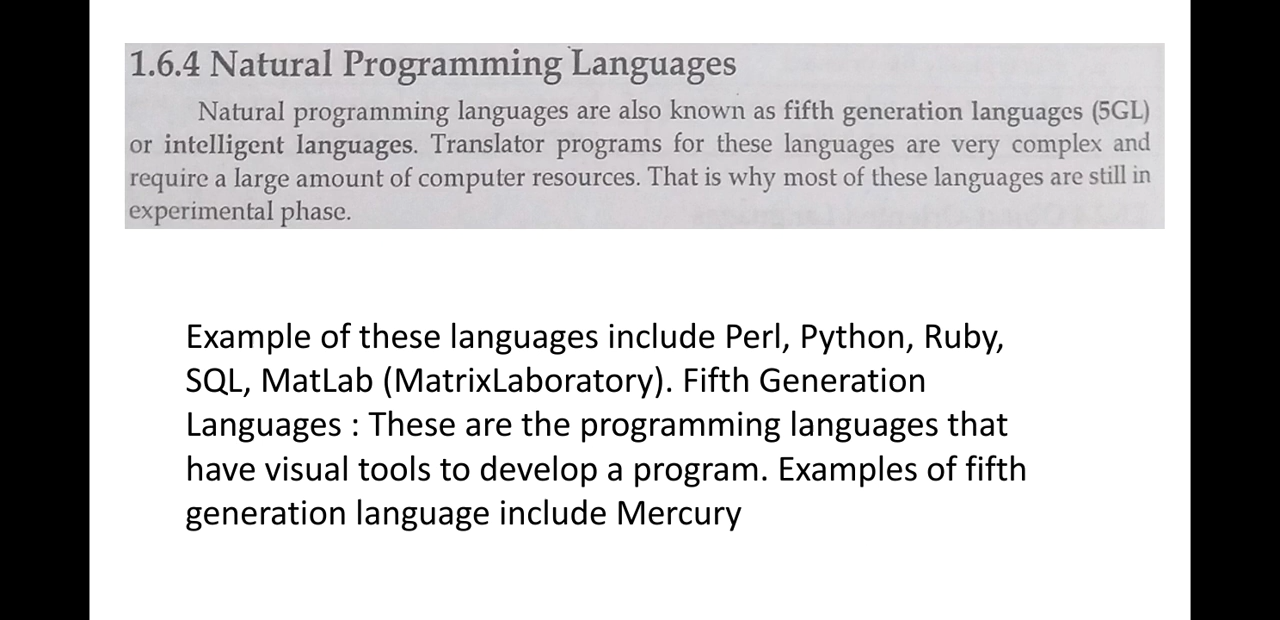 1.6.4 Natural Programming Languages
Natural programming languages are also known as fifth generation languages (5GL)
or intelligent languages. Translator programs for these languages are very complex and
require a large amount of computer resources. That is why most of these languages are still in
experimental phase.
Example of these languages include Perl, Python, Ruby,
SQL, MatLab (MatrixLaboratory). Fifth Generation
Languages : These are the programming languages that
have visual tools to develop a program. Examples of fifth
generation language include Mercury